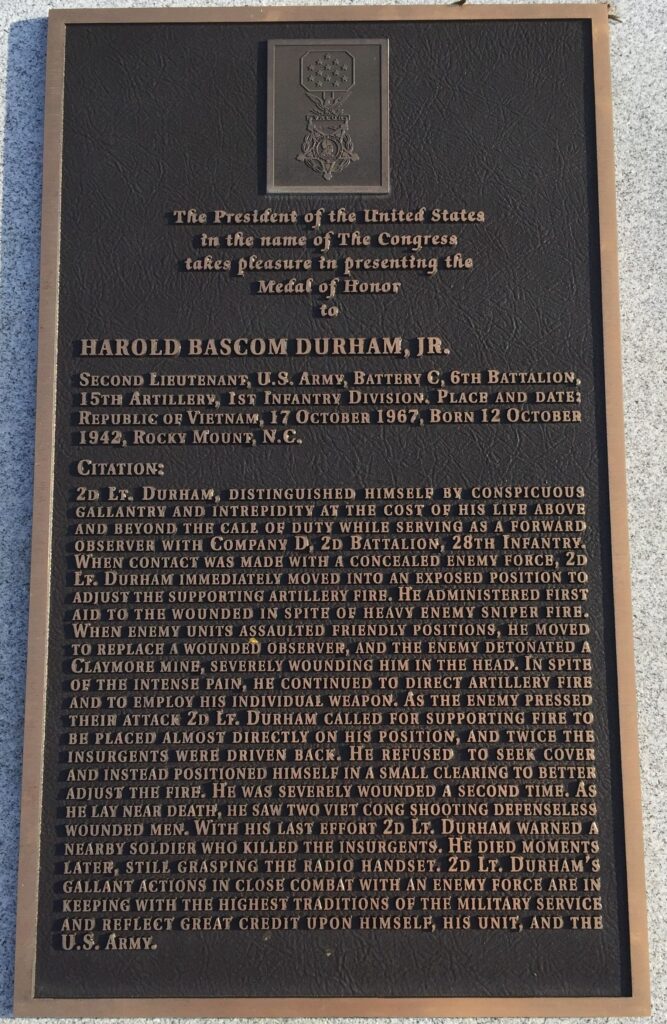 VALOR
The President of the United States
in the name of The Congress
takes pleasure in presenting the
Medal of Honor
to
HAROLD BASCOM DURHAM, JR.
SECOND LIEUTENANT, U.S. ARMY, BATTERY C, 6TH BATTALION,
15TH ARTILLERY, 1ST INFANTRY DIVISION. PLACE AND DATE:
REPUBLIC OF VIETNAM, 17 OCTOBER 1967, BORN 12 OCTOBER
1942, ROCKY MOUNT, N.C.
CITATION:
2D LT. DURHAM, DISTINGUISHED HIMSELF BY CONSPICUOUS
GALLANTRY AND INTREPIDITY AT THE COST OF HIS LIFE ABOVE
AND BEYOND THE CALL OF DUTY WHILE SERVING AS A FORWARD
OBSERVER WITH COMPANY D, 2D BATTALION, 28TH INFANTRY.
WHEN CONTACT WAS MADE WITH A CONCEALED ENEMY FORCE, 2D
LT. DURHAM IMMEDIATELY MOVED INTO AN EXPOSED POSITION TO
ADJUST THE SUPPORTING ARTILLERY FIRE. HE ADMINISTERED FIRST
AID TO THE WOUNDED IN SPITE OF HEAVY ENEMY SNIPER FIRE.
WHEN ENEMY UNITS ASSAULTED FRIENDLY POSITIONS, HE MOVED
TO REPLACE A WOUNDED OBSERVER, AND THE ENEMY DETONATED A
CLAYMORE MINE, SEVERELY WOUNDING HIM IN THE HEAD. IN SPITE
OF THE INTENSE PAIN, HE CONTINUED TO DIRECT ARTILLERY FIRE
AND TO EMPLOY HIS INDIVIDUAL WEAPON. AS THE ENEMY PRESSED
THEIR ATTACK 2D LT. DURHAM CALLED FOR SUPPORTING FIRE TO
BE PLACED ALMOST DIRECTLY ON HIS POSITION, AND TWICE THE
INSURGENTS WERE DRIVEN BACK. HE REFUSED TO SEEK COVER
AND INSTEAD POSITIONED HIMSELF IN A SMALL CLEARING TO BETTER
ADJUST THE FIRE. HE WAS SEVERELY WOUNDED A SECOND TIME. AS
HE LAY NEAR DEATH, HE SAW TWO VIET CONG SHOOTING DEFENSELESS
WOUNDED MEN. WITH HIS LAST EFFORT 2D LT. DURHAM WARNED A
NEARBY SOLDIER WHO KILLED THE INSURGENTS. HE DIED MOMENTS
LATER, STILL GRASPING THE RADIO HANDSET. 2D LT. DURHAM'S
GALLANT ACTIONS IN CLOSE COMBAT WITH AN ENEMY FORCE ARE IN
KEEPING WITH THE HIGHEST TRADITIONS OF THE MILITARY SERVICE
AND REFLECT GREAT CREDIT UPON HIMSELF, HIS UNIT, AND THE
U.S. ARMY.